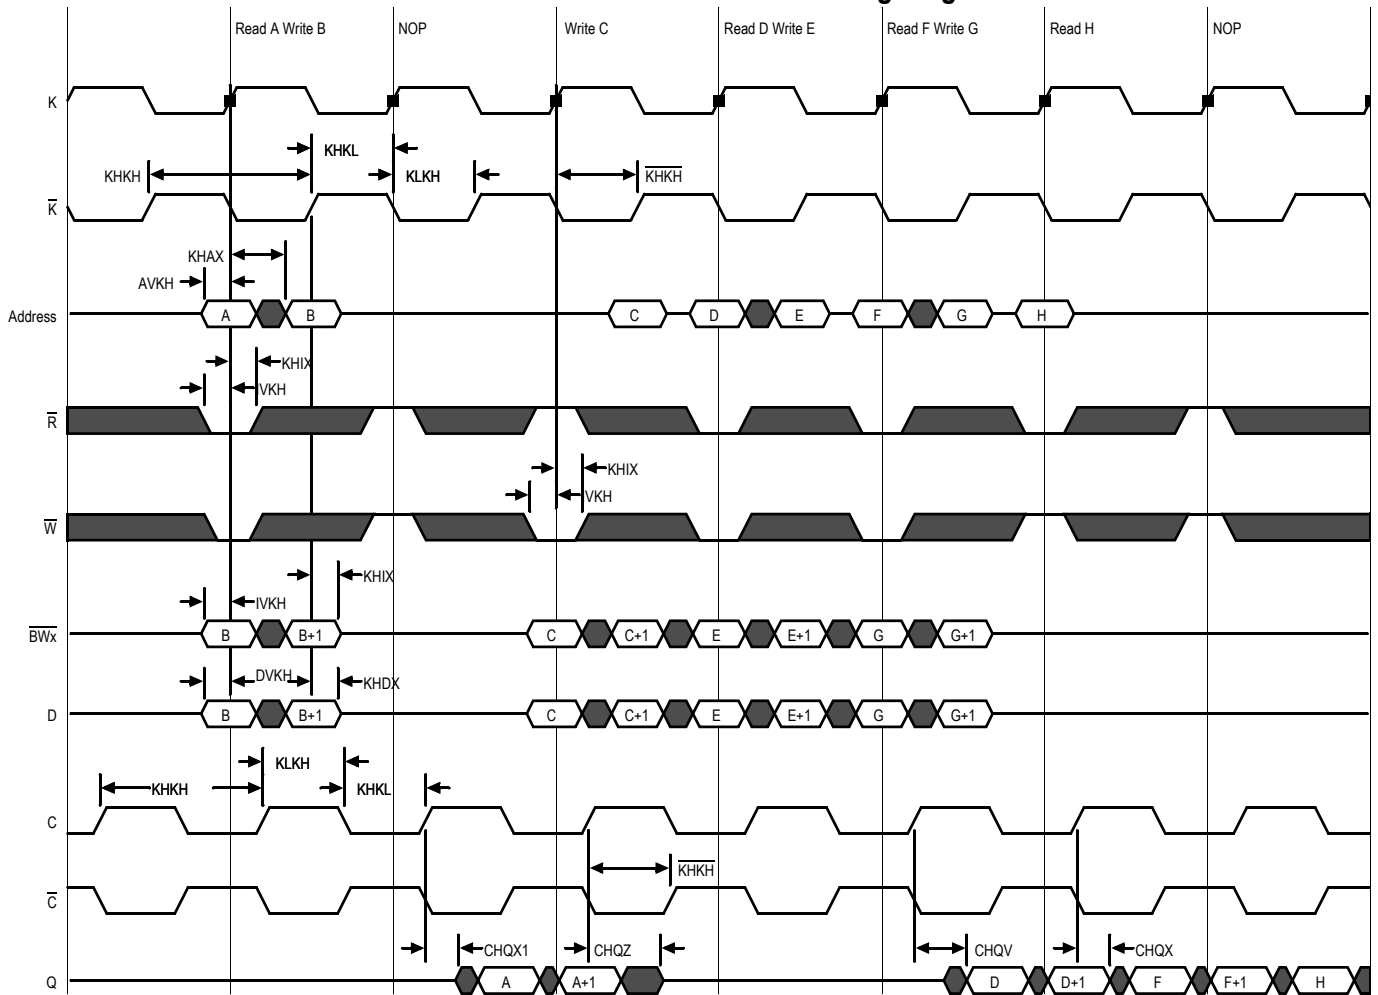 Read A Write B NOP Write C Read D Write E Read F Write G Read H NOP
K
KHKL
KHKH KLKH KHKH
K
KHAX
AVKH
Address A B C D E F G H
KHIX
VKH
R
KHIX
VKH
W
KHIX
IVKH
BWx B B+1 C C+1 E E+1 G G+1
DVKH KHDX
D B B+1 C C+1 E E+1 G G+1
KLKH
KHKH KHKL
C
KHKH
C
CHQX1 CHQZ CHQV CHQX
Q A A+1 D D+1 F F+1 H